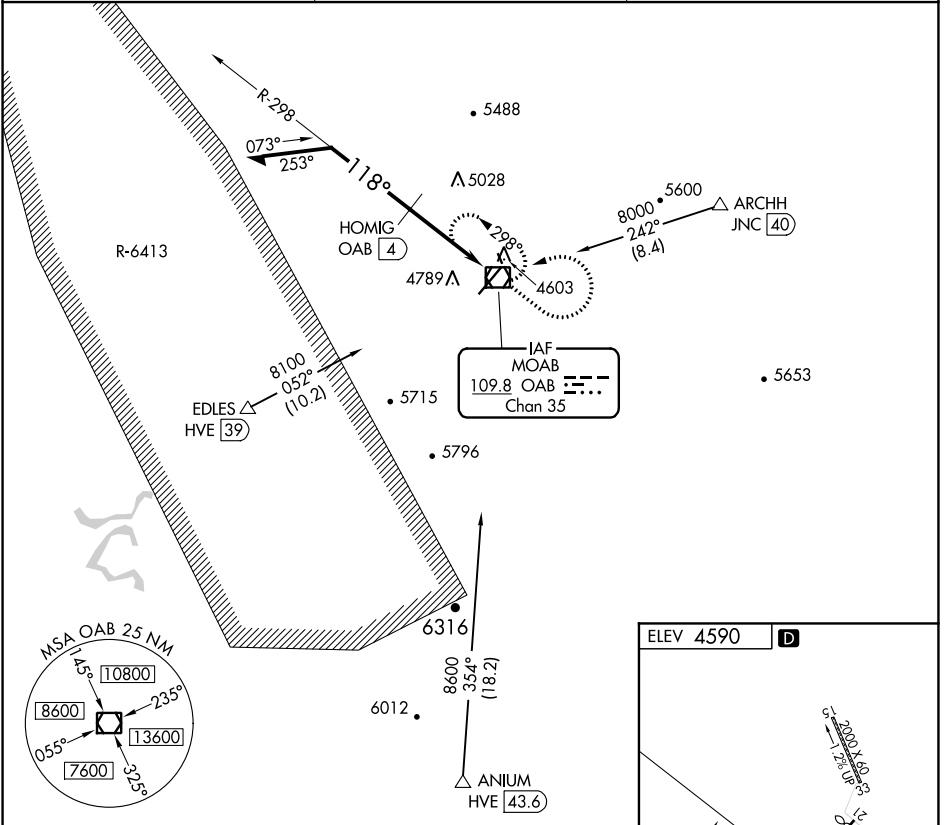 R-298
5488
073°
253°
118°
5028
5600
ARCHH
JNC 40
8000
242°
(8.4)
HOMIG
OAB 4
298°
R-6413
4789
4603
IAF
MOAB
109.8 OAB
Chan 35
8100
052°
(10.2)
5653
EDLES
HVE 39
5715
5796
6316
8600
354°
(18.2)
6012
ANIUM
HVE 43.6
MSA OAB 25 NM
145°
10800
235°
8600
13600
055°
7600
325°
ELEV 4590
D
15
2000 X 60
1.2% UP
33
21